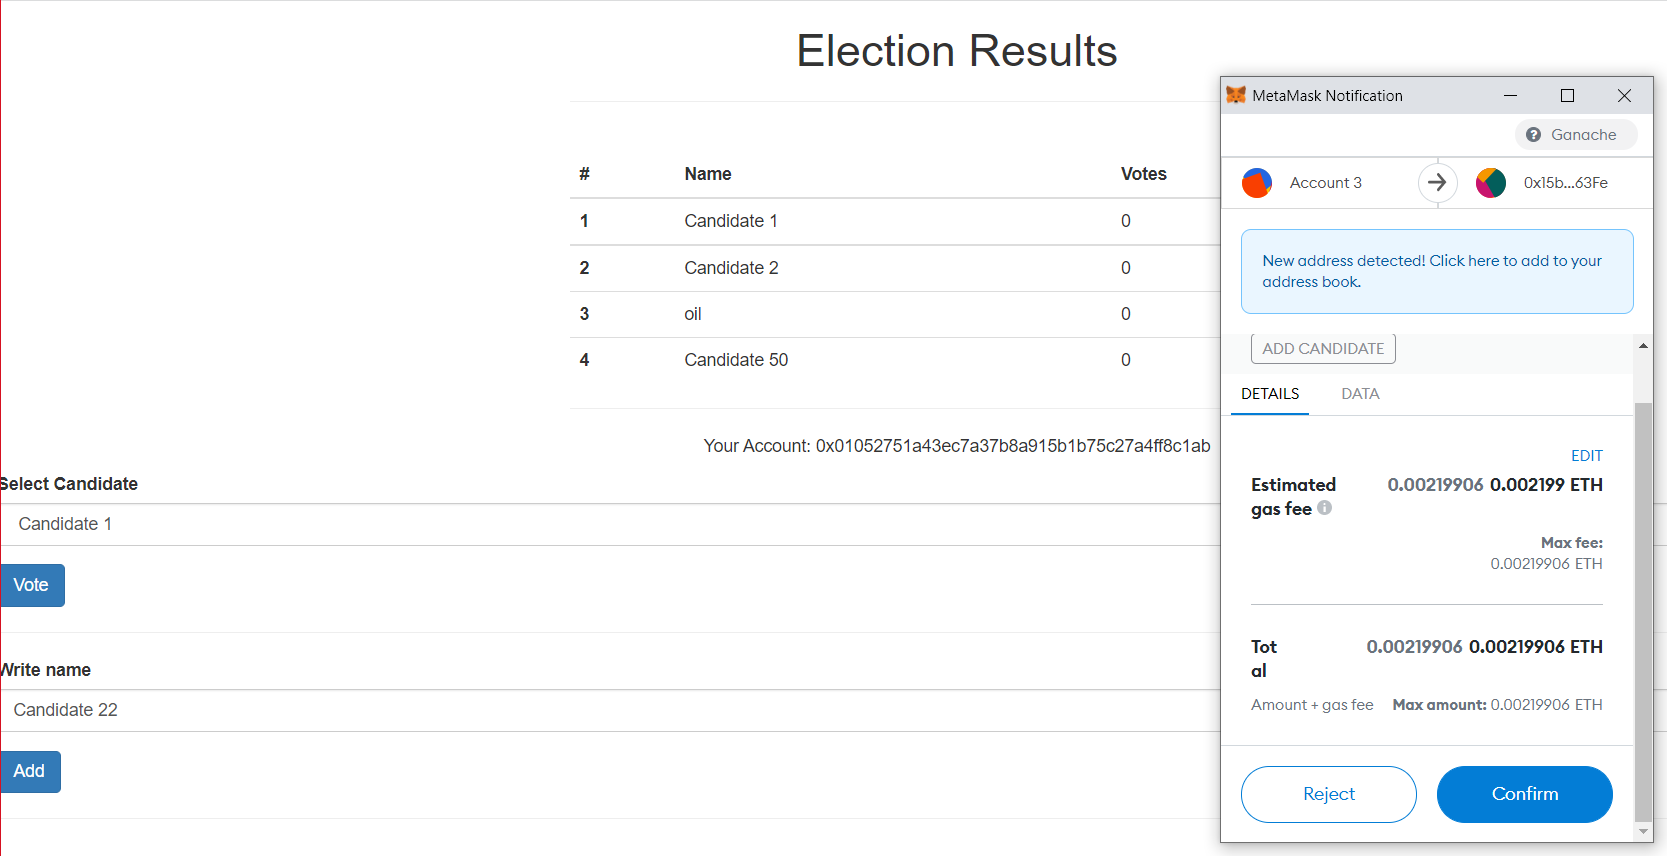 Election Results
# Name Votes
1 Candidate 1 0
2 Candidate 2 0
3 oil 0
4 Candidate 50 0
Your Account: 0x01052751a43ec7a37b8a915b1b75c27a4ff8c1ab
Select Candidate
Candidate 1
Vote
Write name
Candidate 22
Add
MetaMask Notification
Ganache
Account 3 0x15b...63Fe
New address detected! Click here to add to your
address book.
ADD CANDIDATE
DETAILS DATA
EDIT
Estimated 0.00219906 0.002199 ETH
gas fee
Max fee:
0.00219906 ETH
Tot 0.00219906 0.00219906 ETH
al
Amount + gas fee Max amount: 0.00219906 ETH
Reject Confirm